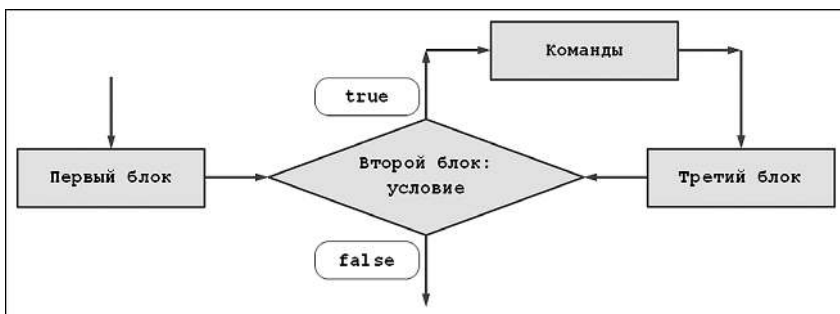 Команды
true
Первый блок
Второй блок:
условие
Третий блок
false